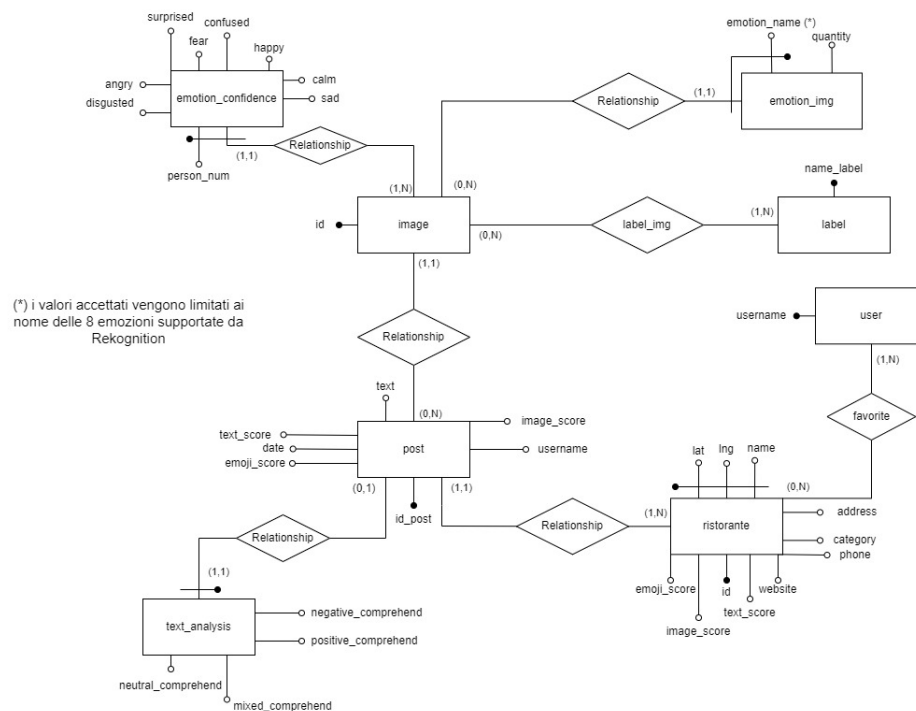 surprised
confused
fear
happy
angry
calm
emotion_confidence
disgusted
sad
(1,1)
Relationship
person_num
emotion_name (*)
quantity
Relationship
(1,1)
emotion_img
(1,N)
(0,N)
id
image
(0,N)
label_img
(1,N)
name_label
label
(1,1)
(*) i valori accettati vengono limitati ai
nome delle 8 emozioni supportate da
Rekognition
Relationship
username
user
(1,N)
favorite
text
(0,N)
image_score
text_score
date
post
username
emoji_score
(0,1)
(1,1)
id_post
lat
lng
name
(0,N)
Relationship
(1,N)
ristorante
address
category
phone
emoji_score
id
website
text_score
image_score
Relationship
(1,1)
text_analysis
negative_comprehend
positive_comprehend
neutral_comprehend
mixed_comprehend